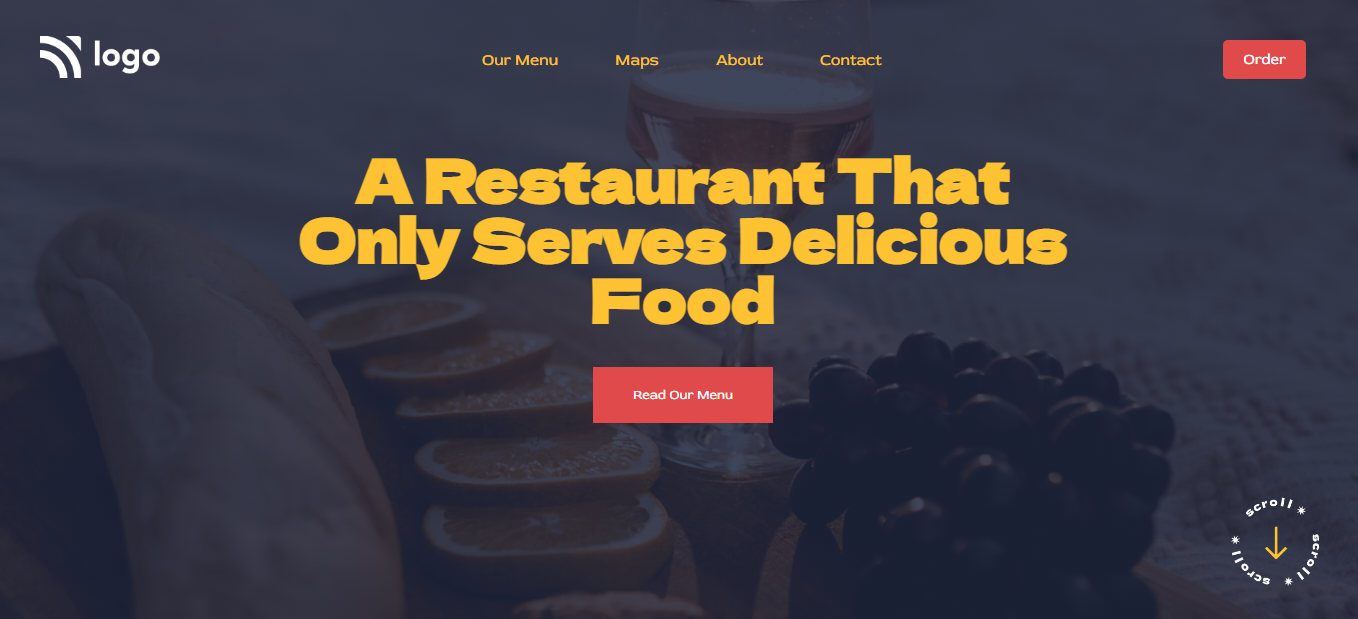 logo
Our Menu Maps About Contact
Order
A Restaurant That
Only Serves Delicious
Food
Read Our Menu
scroll * scroll * scroll *